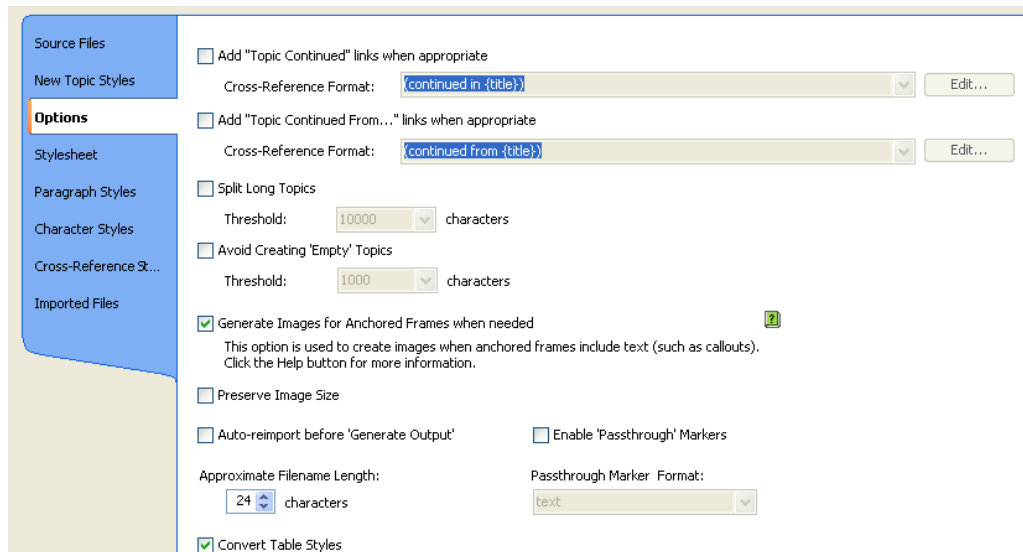 Source Files
New Topic Styles
Options
Stylesheet
Paragraph Styles
Character Styles
Cross-Reference St...
Imported Files
Add "Topic Continued" links when appropriate
Cross-Reference Format: (continued in {title}) Edit...
Add "Topic Continued From..." links when appropriate
Cross-Reference Format: (continued from {title}) Edit...
Split Long Topics
Threshold: 10000 characters
Avoid Creating 'Empty' Topics
Threshold: 1000 characters
Generate Images for Anchored Frames when needed ?
This option is used to create images when anchored frames include text (such as callouts).
Click the Help button for more information.
Preserve Image Size
Auto-reimport before 'Generate Output' Enable 'Passthrough' Markers
Approximate Filename Length: Passthrough Marker Format:
24 characters text
Convert Table Styles